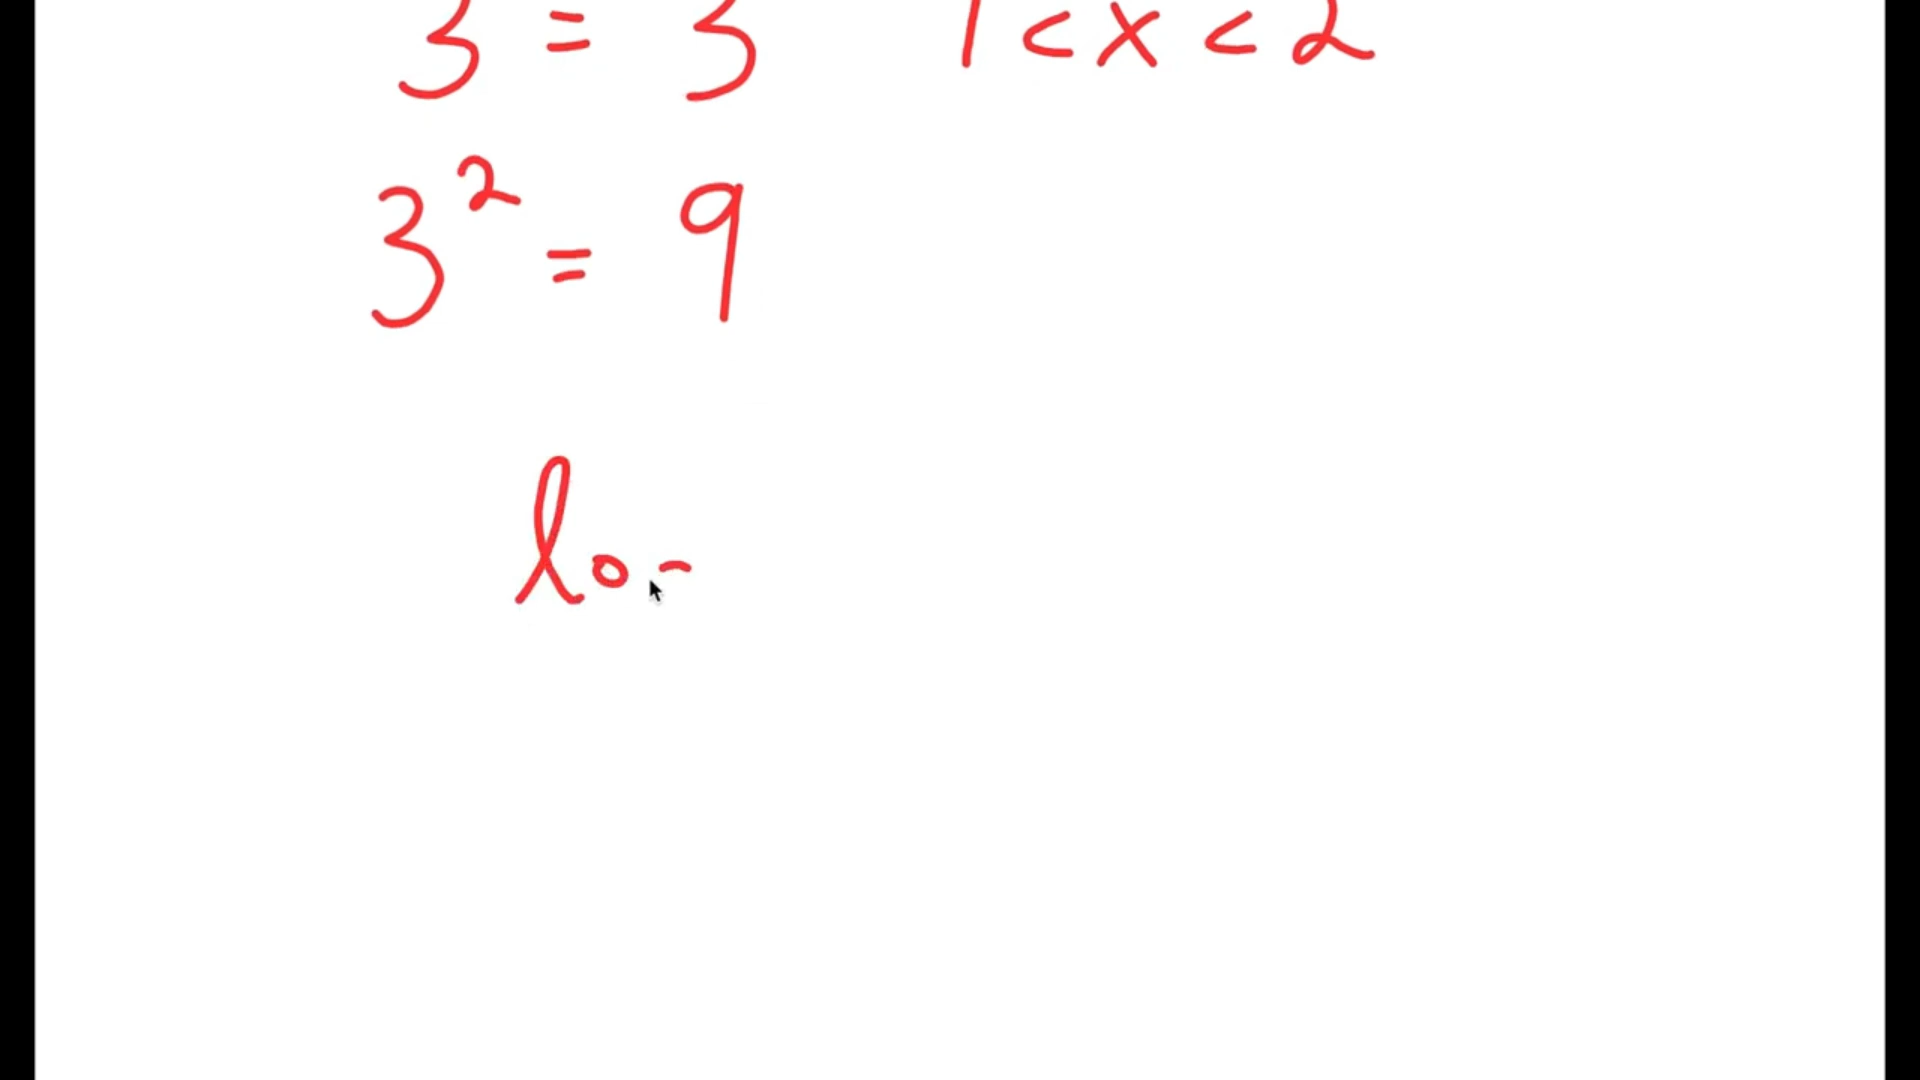 3 = 3 1 < x < 2
3² = 9
lo